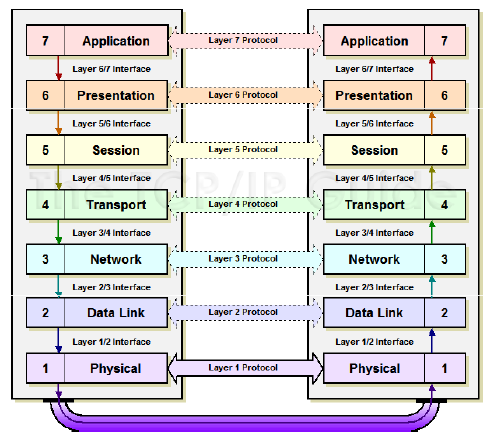 7 Application Layer 7 Protocol Application 7
Layer 6/7 Interface Layer 6/7 Interface
6 Presentation Layer 6 Protocol Presentation 6
Layer 5/6 Interface Layer 5/6 Interface
5 Session Layer 5 Protocol Session 5
Layer 4/5 Interface Layer 4/5 Interface
The TCP/IP Guide
4 Transport Layer 4 Protocol Transport 4
Layer 3/4 Interface Layer 3/4 Interface
3 Network Layer 3 Protocol Network 3
Layer 2/3 Interface Layer 2/3 Interface
2 Data Link Layer 2 Protocol Data Link 2
Layer 1/2 Interface Layer 1/2 Interface
1 Physical Layer 1 Protocol Physical 1